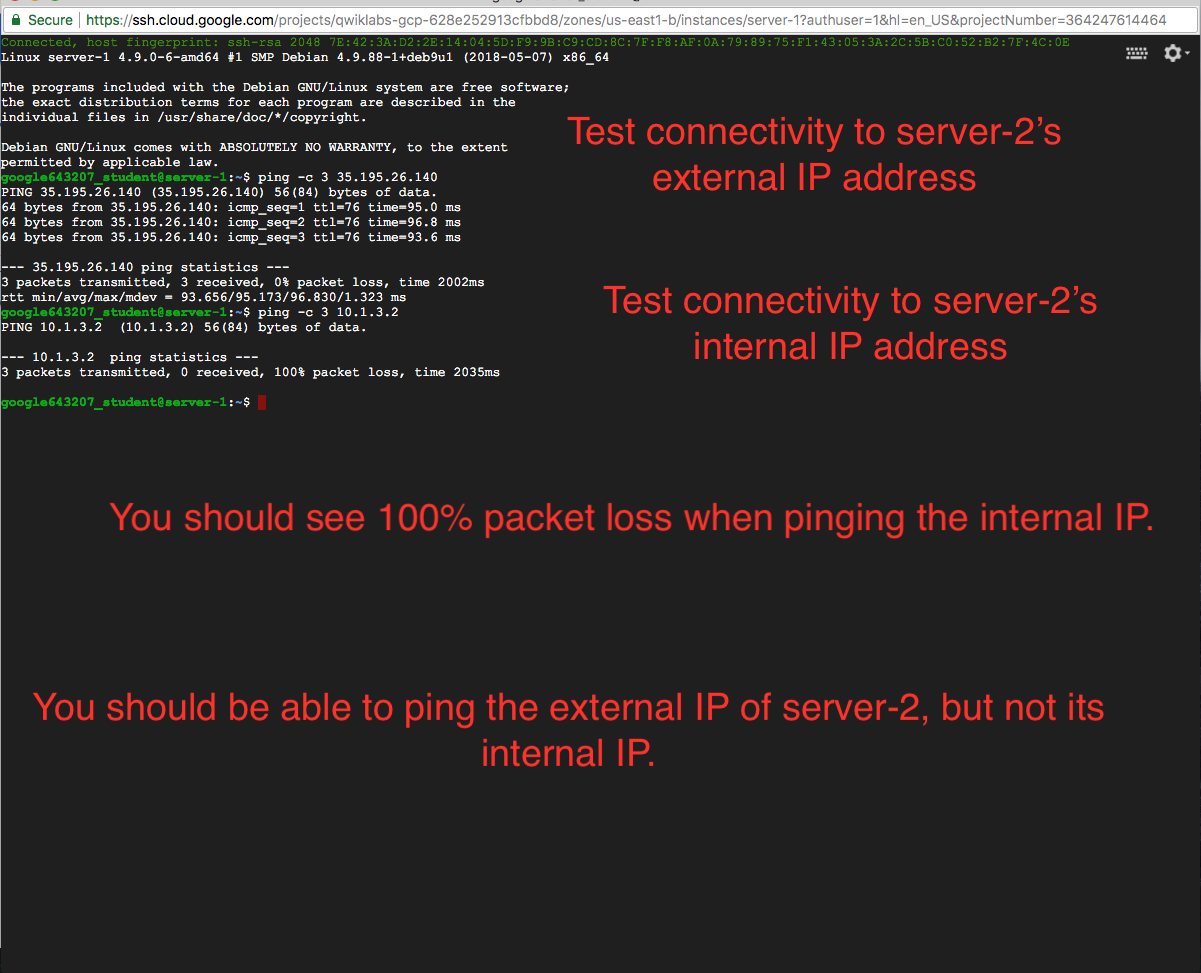 Secure https://ssh.cloud.google.com/projects/qwiklabs-gcp-628e252913cfbbd8/zones/us-east1-b/instances/server-1?authuser=1&hl=en_US&projectNumber=364247614464
Connected, host fingerprint: ssh-rsa 2048 7E:42:3A:D2:2E:14:04:5D:F9:9B:C9:CD:8C:7F:F8:AF:0A:79:89:75:F1:43:05:3A:2C:5B:C0:52:B2:7F:4C:0E
Linux server-1 4.9.0-6-amd64 #1 SMP Debian 4.9.88-1+deb9u1 (2018-05-07) x86_64
The programs included with the Debian GNU/Linux system are free software;
the exact distribution terms for each program are described in the
individual files in /usr/share/doc/*/copyright.
Debian GNU/Linux comes with ABSOLUTELY NO WARRANTY, to the extent
permitted by applicable law.
google643207_student@server-1:~$ ping -c 3 35.195.26.140
PING 35.195.26.140 (35.195.26.140) 56(84) bytes of data.
64 bytes from 35.195.26.140: icmp_seq=1 ttl=76 time=95.0 ms
64 bytes from 35.195.26.140: icmp_seq=2 ttl=76 time=96.8 ms
64 bytes from 35.195.26.140: icmp_seq=3 ttl=76 time=93.6 ms
--- 35.195.26.140 ping statistics ---
3 packets transmitted, 3 received, 0% packet loss, time 2002ms
rtt min/avg/max/mdev = 93.656/95.173/96.830/1.323 ms
google643207_student@server-1:~$ ping -c 3 10.1.3.2
PING 10.1.3.2 (10.1.3.2) 56(84) bytes of data.
--- 10.1.3.2 ping statistics ---
3 packets transmitted, 0 received, 100% packet loss, time 2035ms
google643207_student@server-1:~$
Test connectivity to server-2's
external IP address
Test connectivity to server-2's
internal IP address
You should see 100% packet loss when pinging the internal IP.
You should be able to ping the external IP of server-2, but not its
internal IP.